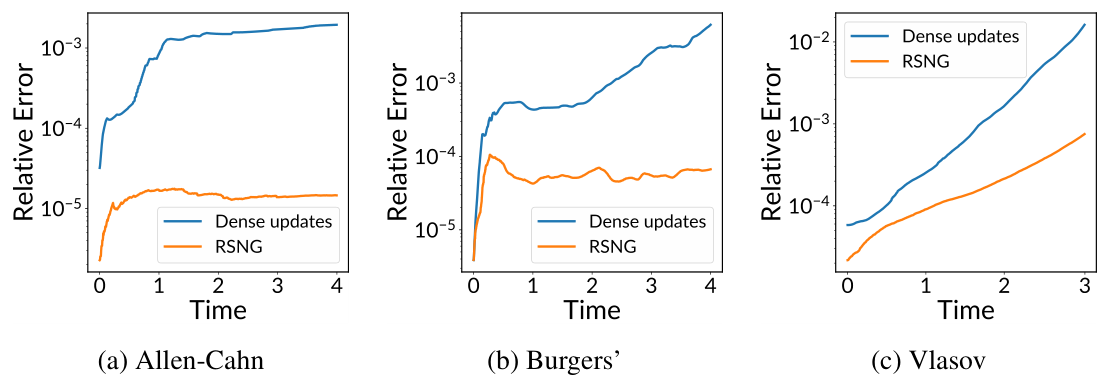 Relative Error
10⁻³
10⁻⁴
10⁻⁵
Dense updates
RSNG
0 1 2 3 4
Time
(a) Allen-Cahn
Relative Error
10⁻³
10⁻⁴
10⁻⁵
Dense updates
RSNG
0 1 2 3 4
Time
(b) Burgers’
Relative Error
10⁻²
10⁻³
10⁻⁴
Dense updates
RSNG
0 1 2 3
Time
(c) Vlasov